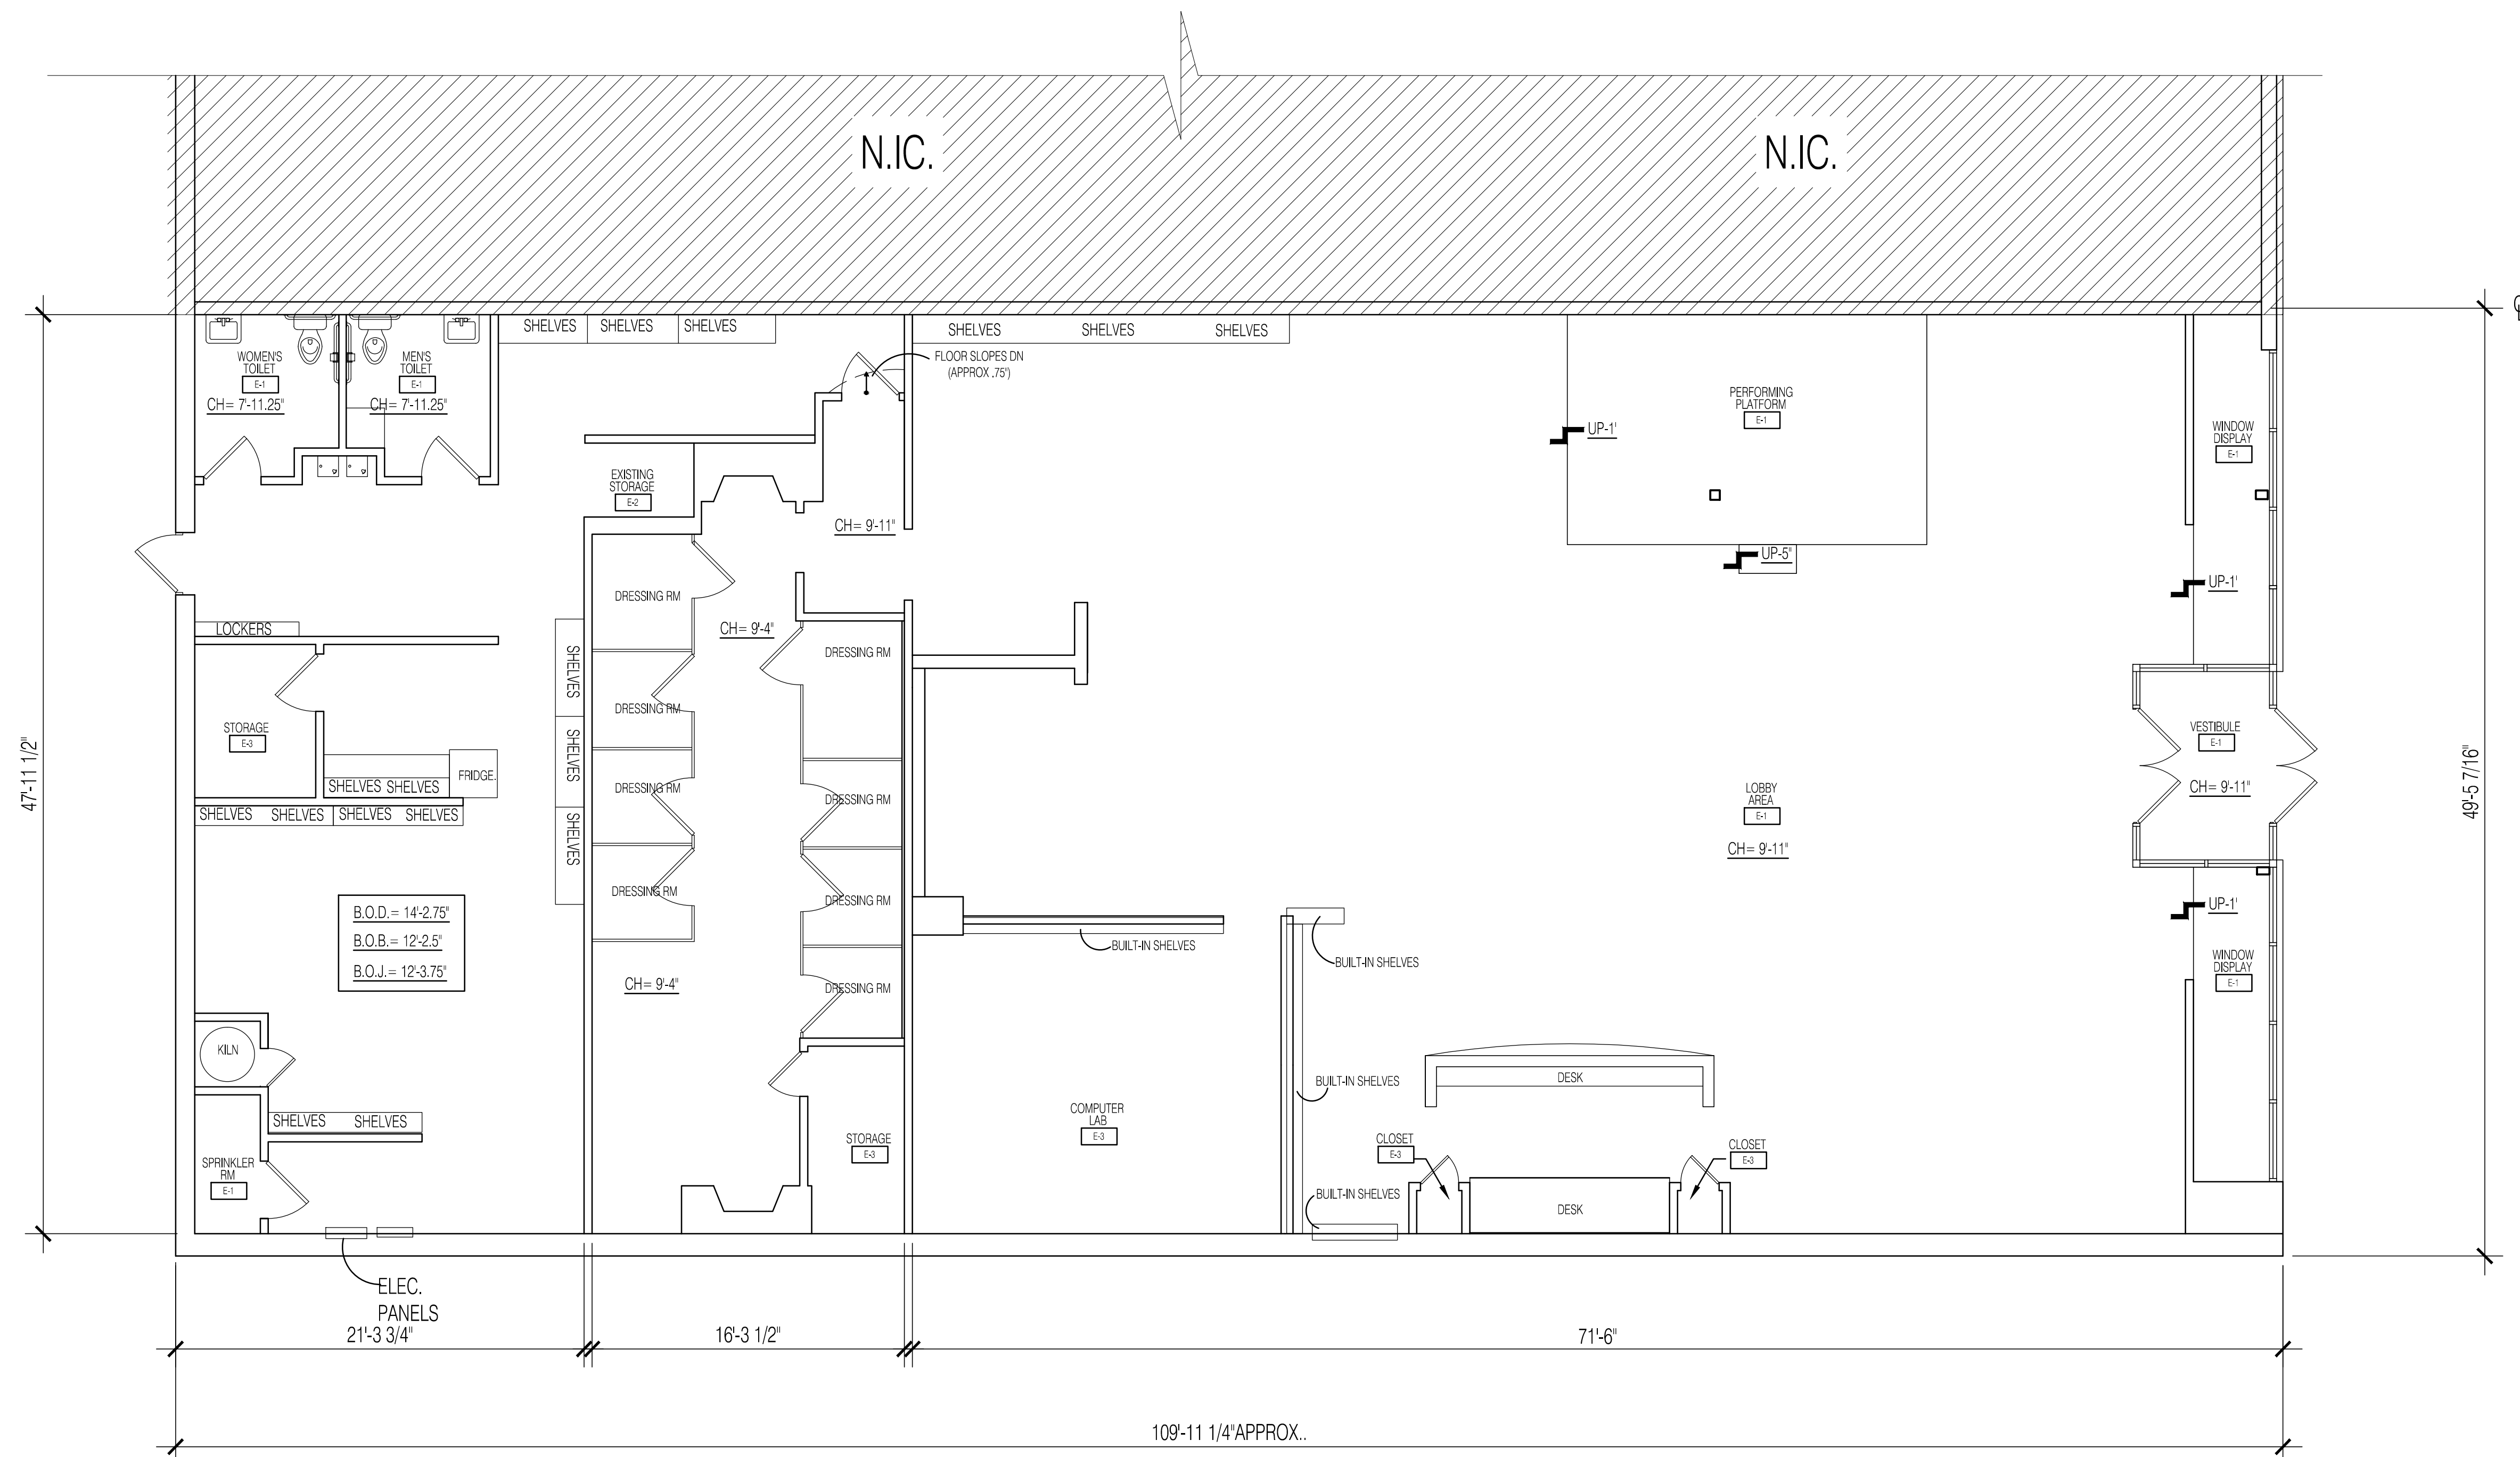 N.IC.
N.IC.
SHELVES
SHELVES
SHELVES
SHELVES
SHELVES
SHELVES
WOMEN'S
TOILET
E-1
CH= 7'-11.25"
MEN'S
TOILET
E-1
CH= 7'-11.25"
FLOOR SLOPES DN
(APPROX .75")
PERFORMING
PLATFORM
E-1
UP-1'
WINDOW
DISPLAY
E-1
EXISTING
STORAGE
E-2
CH= 9'-11"
UP-5"
UP-1'
DRESSING RM
LOCKERS
CH= 9'-4"
DRESSING RM
SHELVES
DRESSING RM
STORAGE
E-3
VESTIBULE
E-1
CH= 9'-11"
47'-11 1/2"
49'-5 7/16"
SHELVES
FRIDGE.
SHELVES SHELVES
DRESSING RM
DRESSING RM
LOBBY
AREA
E-1
CH= 9'-11"
SHELVES
SHELVES
SHELVES
SHELVES
SHELVES
DRESSING RM
DRESSING RM
B.O.D.= 14'-2.75"
B.O.B.= 12'-2.5"
B.O.J.= 12'-3.75"
UP-1'
BUILT-IN SHELVES
BUILT-IN SHELVES
WINDOW
DISPLAY
E-1
CH= 9'-4"
DRESSING RM
KILN
BUILT-IN SHELVES
DESK
SHELVES
SHELVES
COMPUTER
LAB
E-3
STORAGE
E-3
CLOSET
E-3
CLOSET
E-3
SPRINKLER
RM
E-1
BUILT-IN SHELVES
DESK
ELEC.
PANELS
21'-3 3/4"
16'-3 1/2"
71'-6"
109'-11 1/4"APPROX..